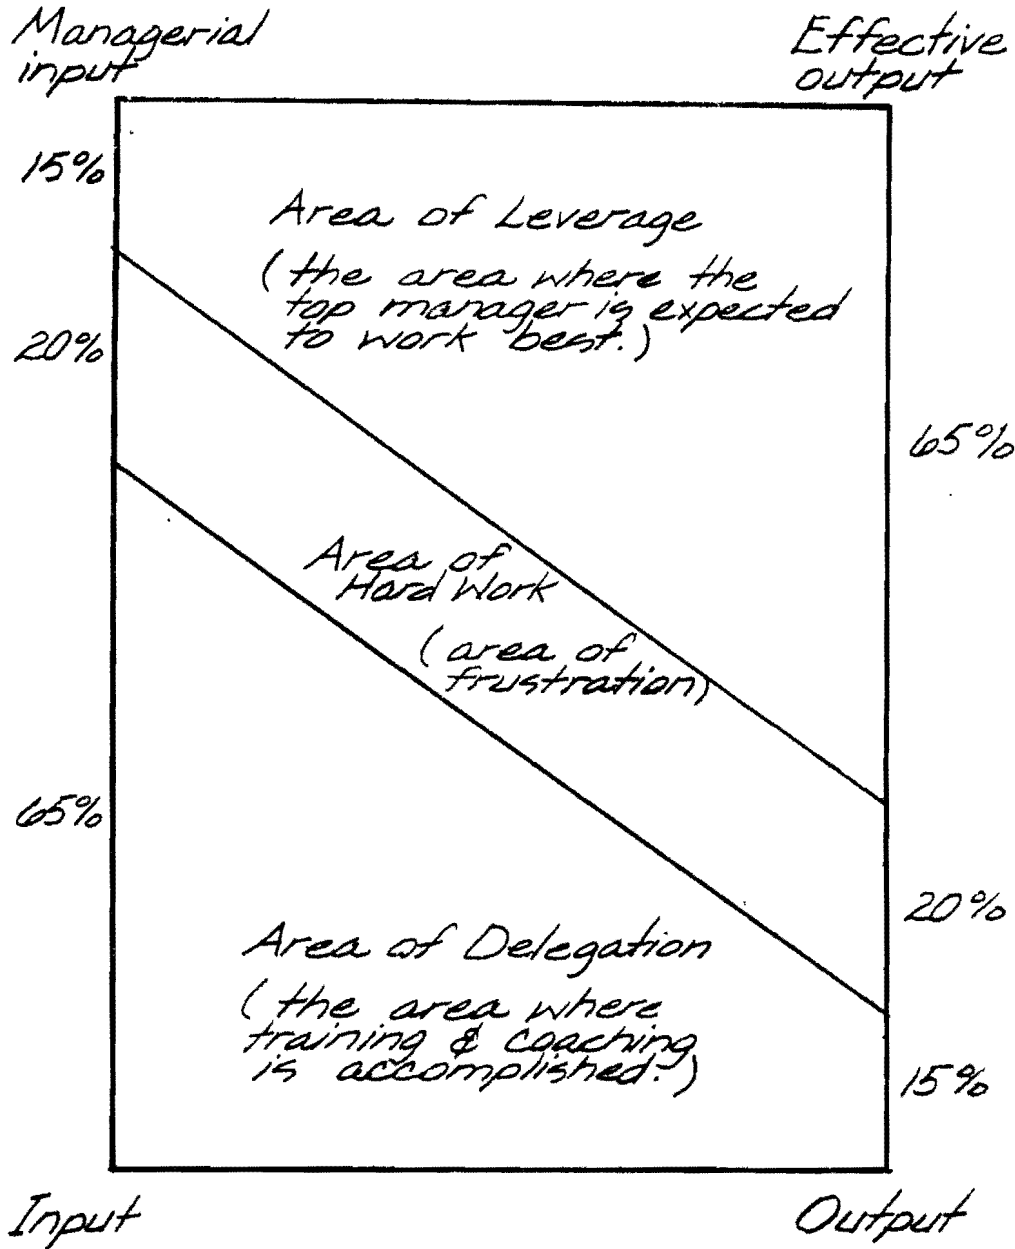 Managerial
input
Effective
output
15%
Area of Leverage
(the area where the
top manager is expected
to work best.)
20%
65%
Area of
Hard Work
(area of
frustration)
65%
20%
Area of Delegation
(the area where
training & coaching
is accomplished.)
15%
Input
Output